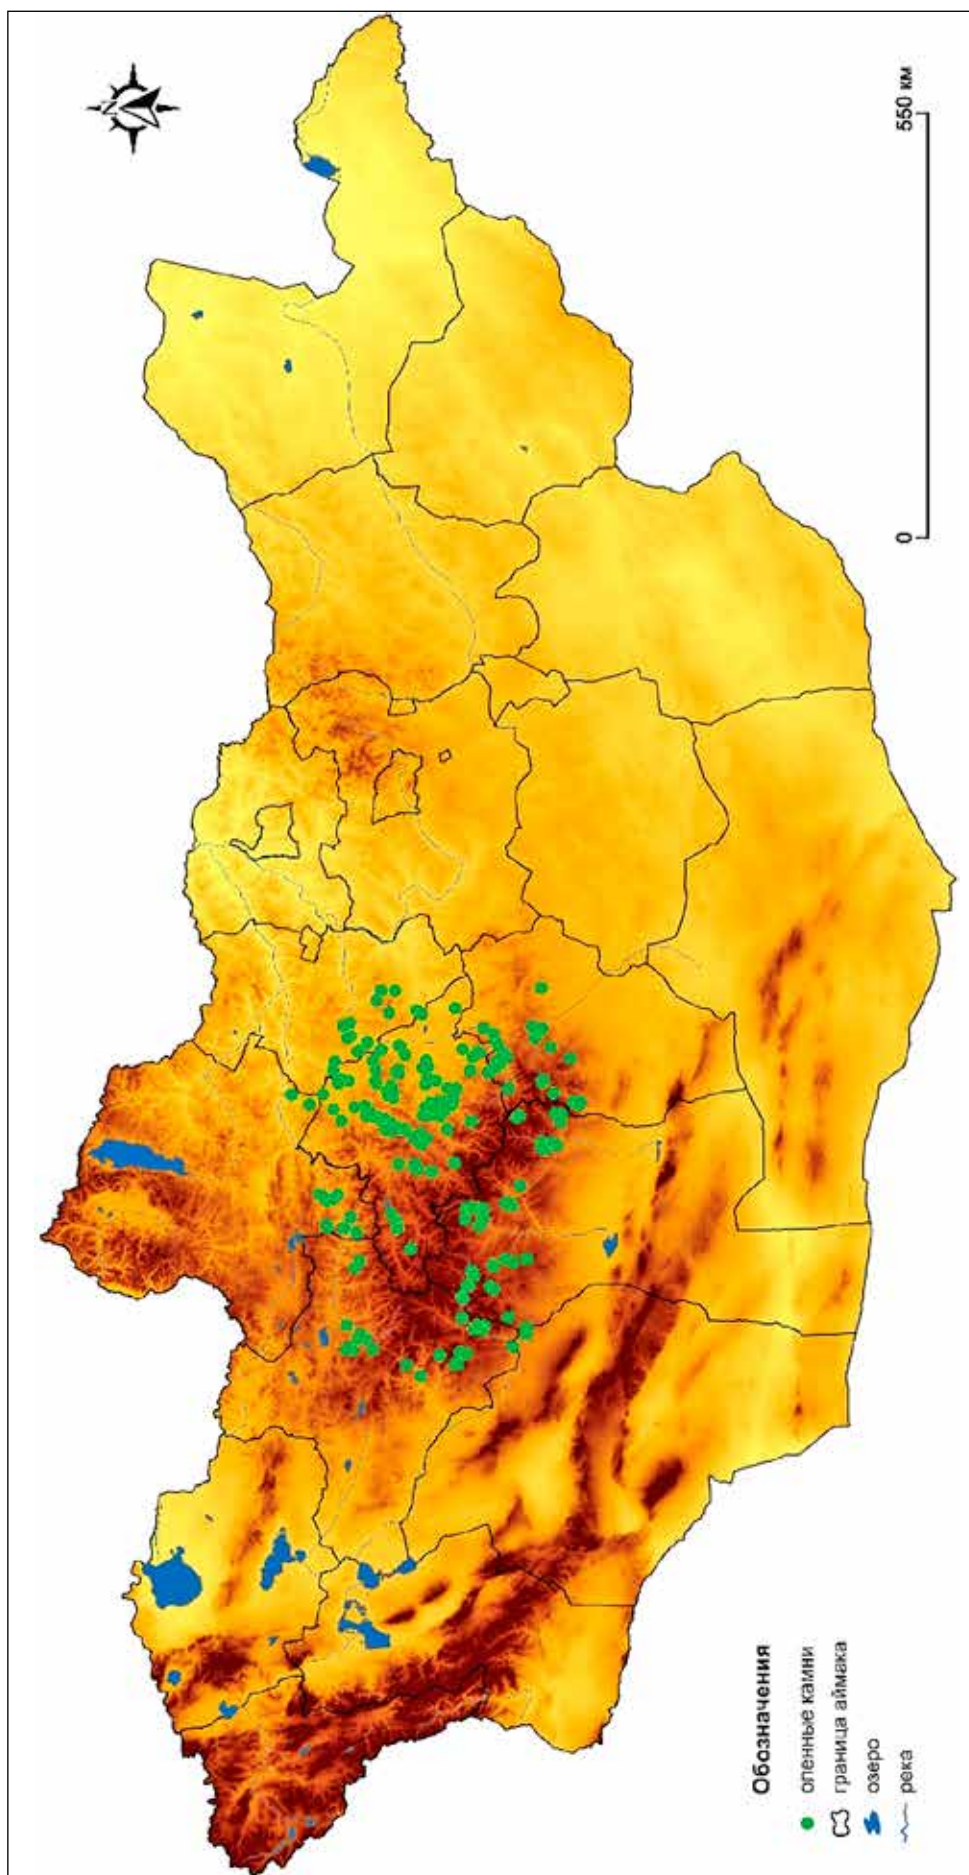 N
550 км
0
Обозначения
оленные камни
граница аймака
озеро
река